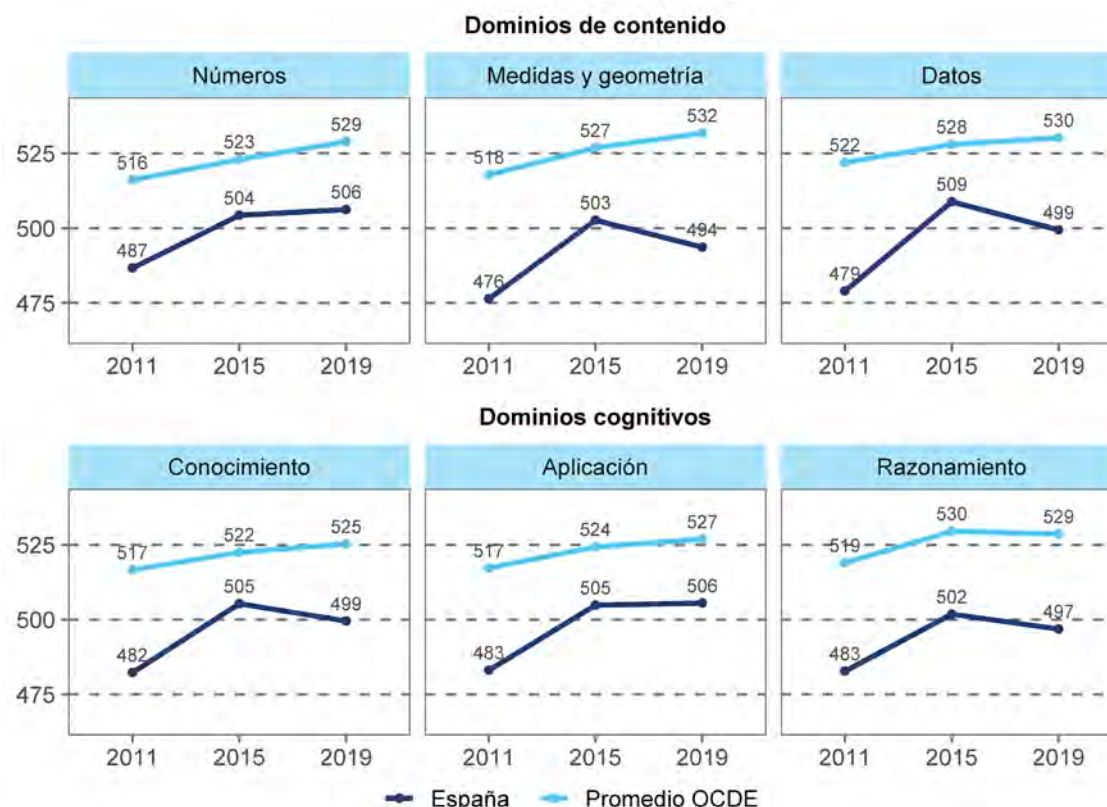 Dominios de contenido
Números Medidas y geometría Datos
516 523 529 518 527 532 522 528 530
487 504 506 476 503 494 479 509 499
525
500
475
2011 2015 2019 2011 2015 2019 2011 2015 2019
Dominios cognitivos
Conocimiento Aplicación Razonamiento
517 522 525 517 524 527 519 530 529
482 505 499 483 505 506 483 502 497
525
500
475
2011 2015 2019 2011 2015 2019 2011 2015 2019
España Promedio OCDE